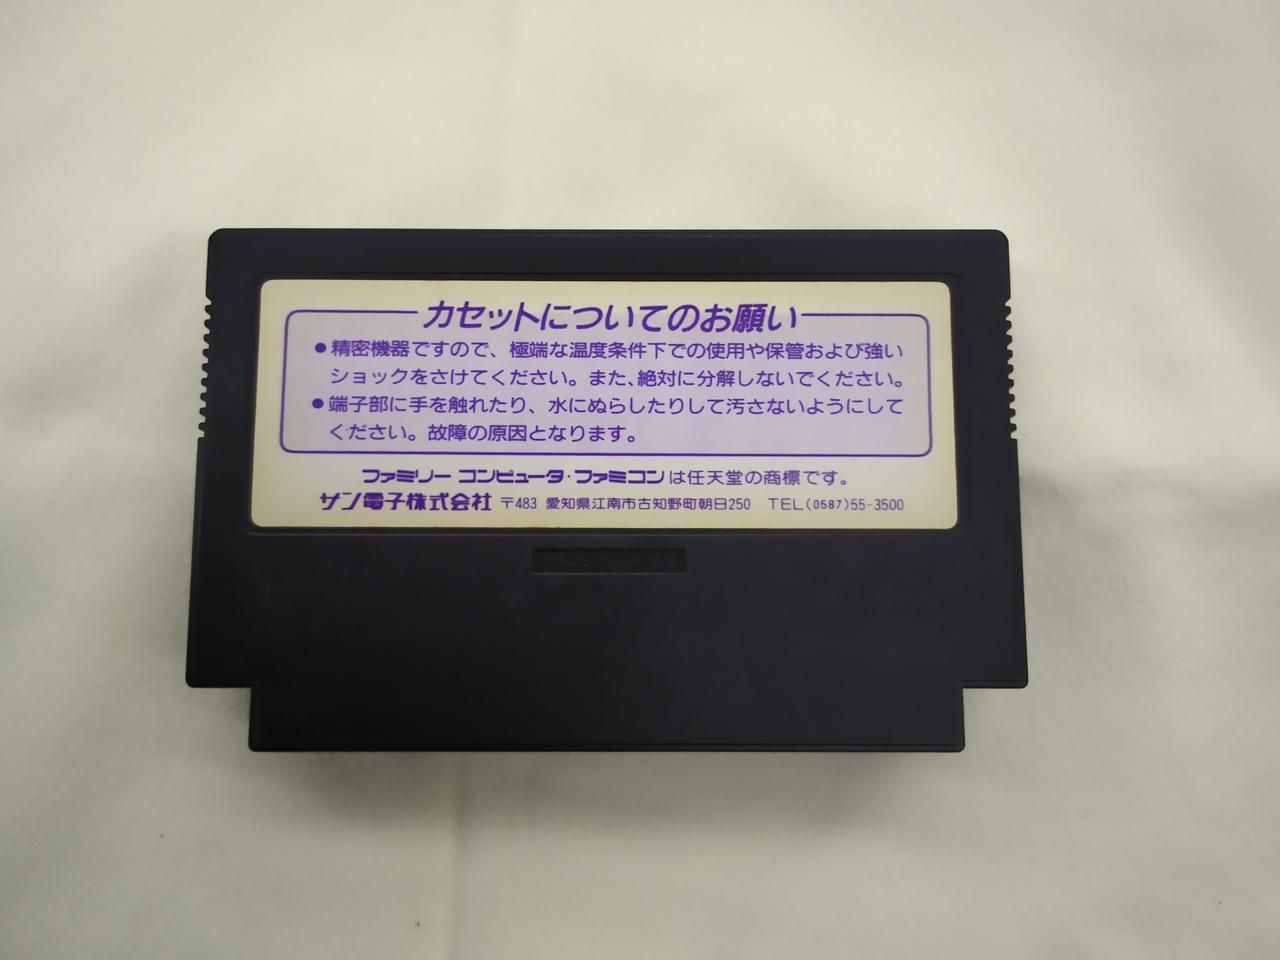 カセットについてのお願い
●精密機器ですので、極端な温度条件下での使用や保管および強い
ショックをさけてください。また、絶対に分解しないでください。
●端子部に手を触れたり、水にぬらしたりして汚さないようにして
ください。故障の原因となります。
ファミリー コンピュータ・ファミコンは任天堂の商標です。
サン電子株式会社 〒483 愛知県江南市古知野町朝日250 TEL(0587)55-3500